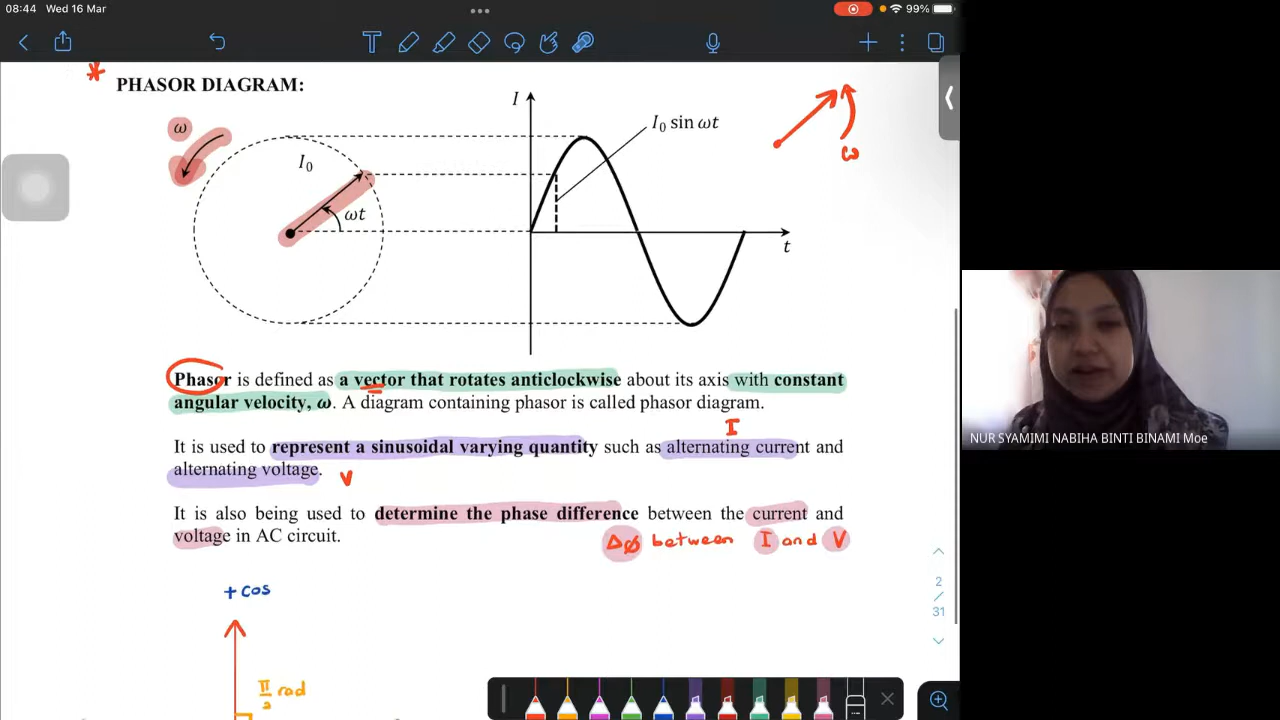 08:44 Wed 16 Mar
99%
PHASOR DIAGRAM:
I
ω
I₀ sin ωt
ω
I₀
ωt
t
Phasor is defined as a vector that rotates anticlockwise about its axis with constant
angular velocity, ω. A diagram containing phasor is called phasor diagram.
I
It is used to represent a sinusoidal varying quantity such as alternating current and
alternating voltage.
V
It is also being used to determine the phase difference between the current and
voltage in AC circuit.
Δφ between I and V
+ cos
π/2 rad
2
/
31
NUR SYAMIMI NABIHA BINTI BINAMI Moe